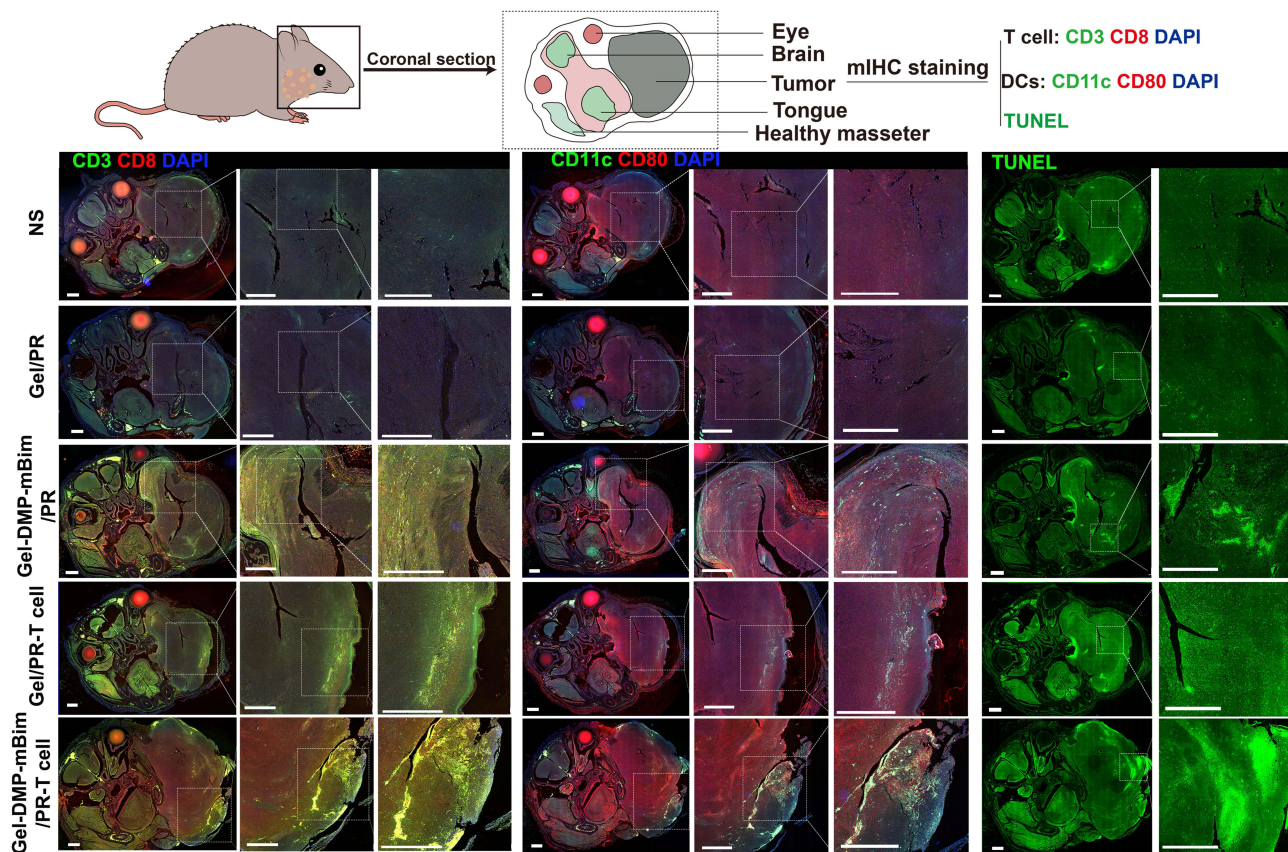 Coronal section
Eye
Brain
Tumor
Tongue
Healthy masseter
mIHC staining
T cell: CD3 CD8 DAPI
DCs: CD11c CD80 DAPI
TUNEL
CD3 CD8 DAPI
CD11c CD80 DAPI
TUNEL
NS
Gel/PR
Gel-DMP-mBim
/PR
Gel/PR-T cell
Gel-DMP-mBim
/PR-T cell